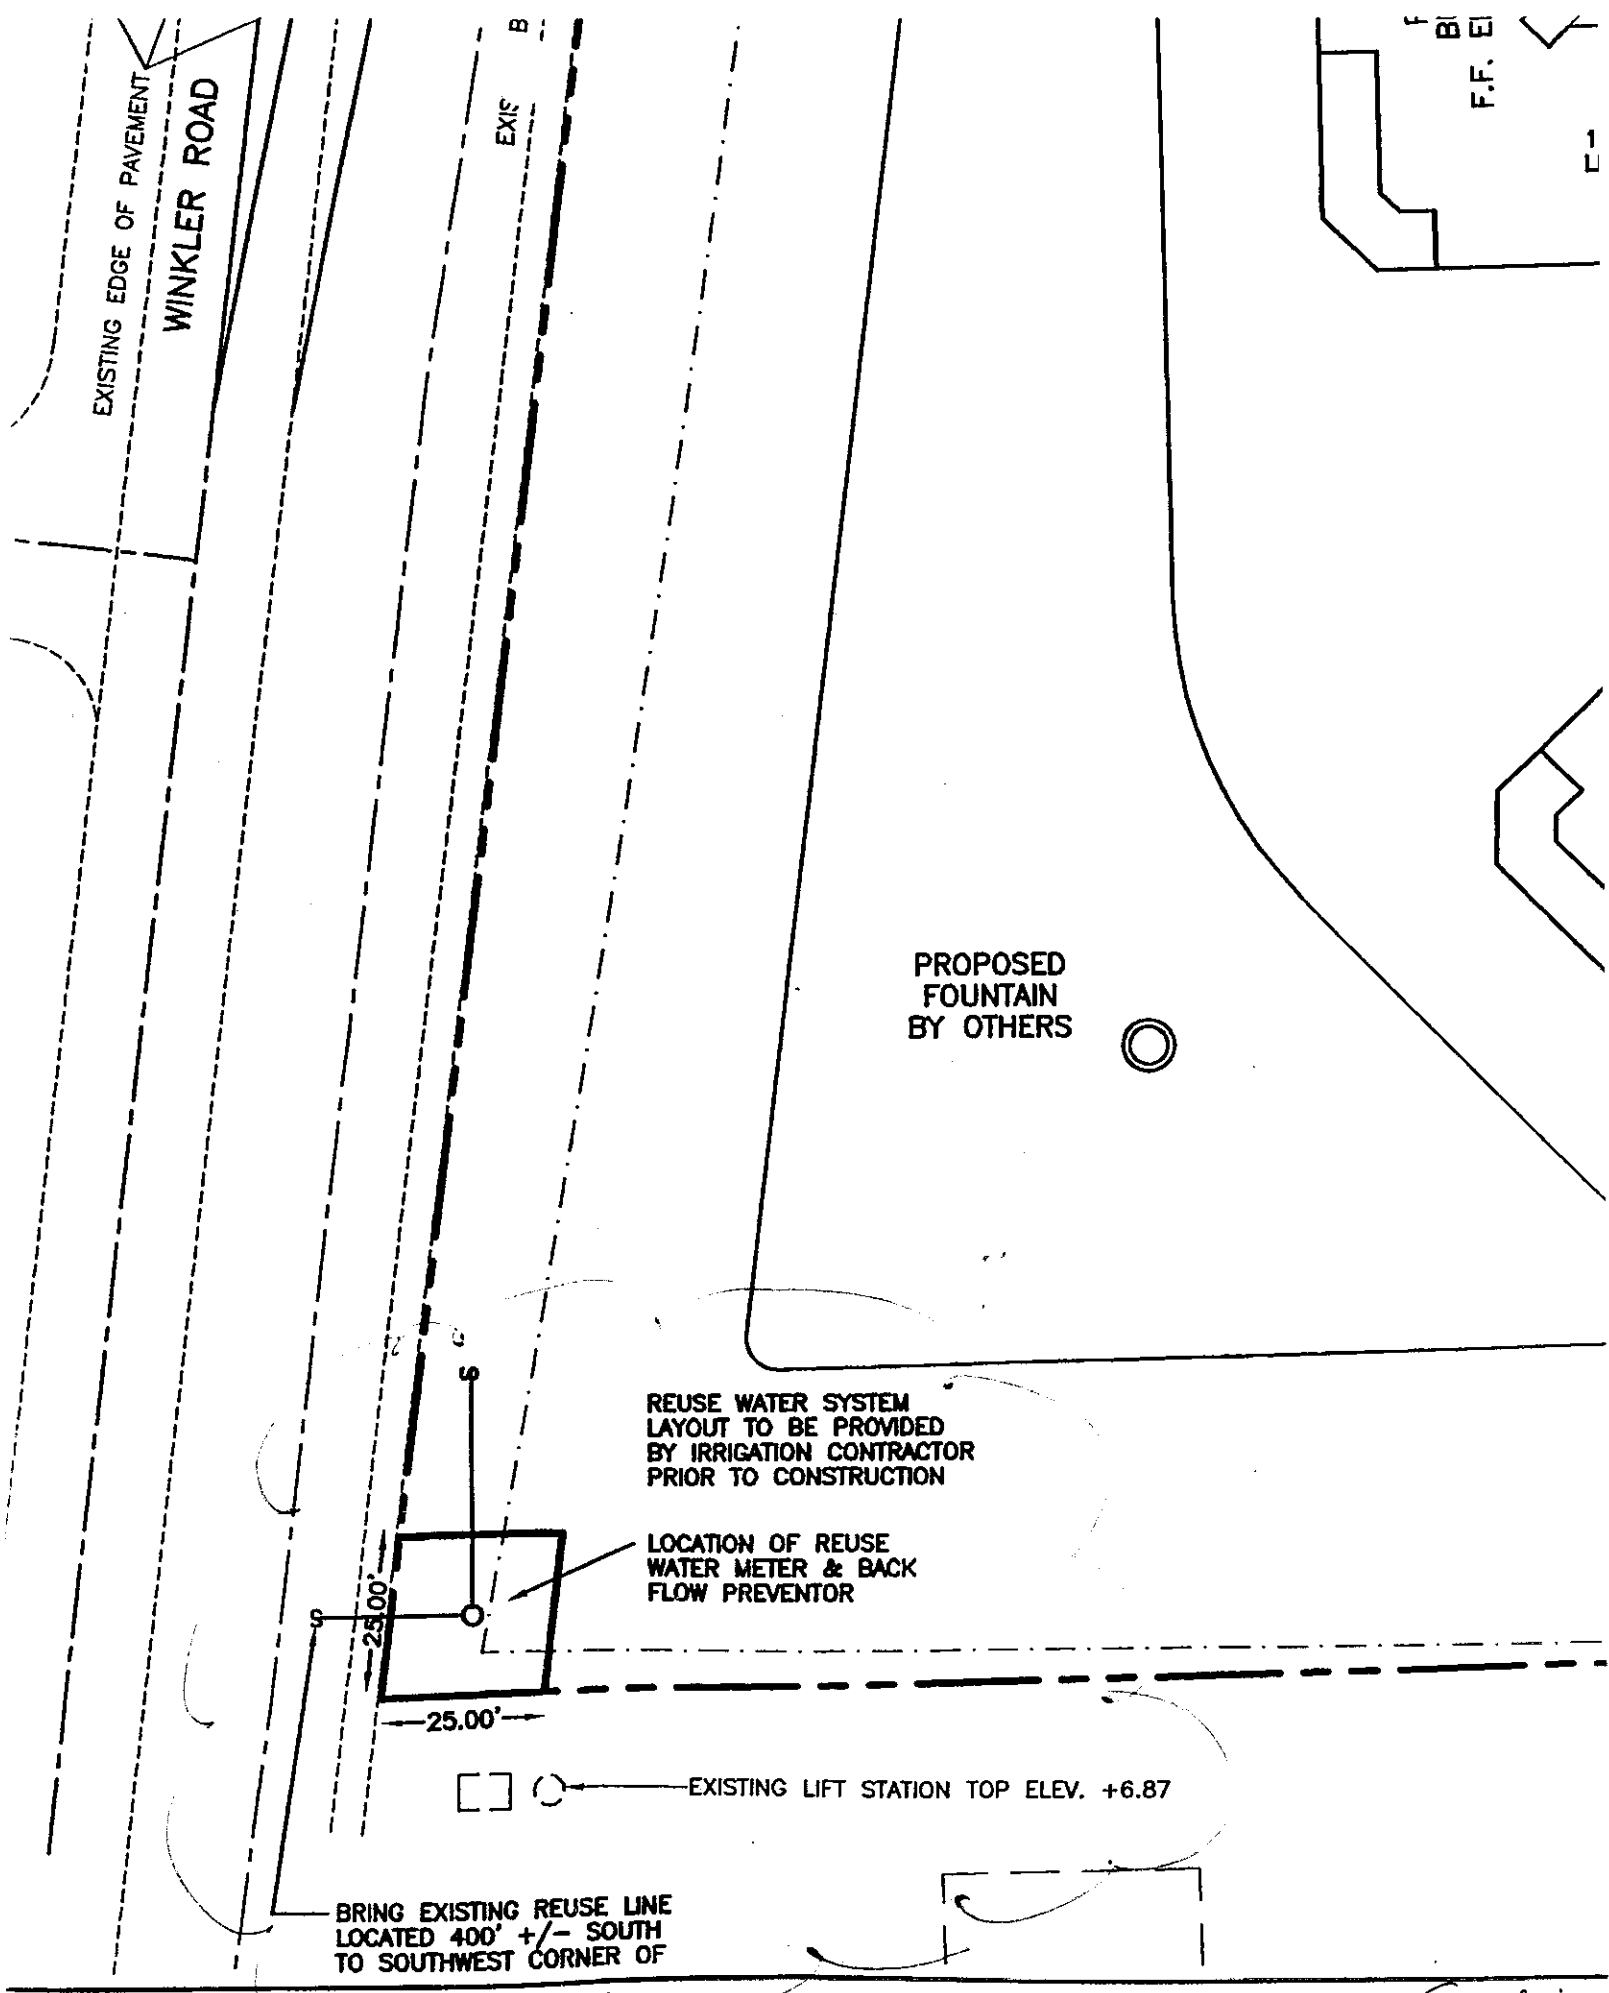 EXISTING EDGE OF PAVEMENT
WINKLER ROAD
B
EXIS
F.F. El
PROPOSED
FOUNTAIN
BY OTHERS
S
REUSE WATER SYSTEM
LAYOUT TO BE PROVIDED
BY IRRIGATION CONTRACTOR
PRIOR TO CONSTRUCTION
LOCATION OF REUSE
WATER METER & BACK
FLOW PREVENTOR
S
25.00'
25.00'
EXISTING LIFT STATION TOP ELEV. +6.87
BRING EXISTING REUSE LINE
LOCATED 400' +/- SOUTH
TO SOUTHWEST CORNER OF